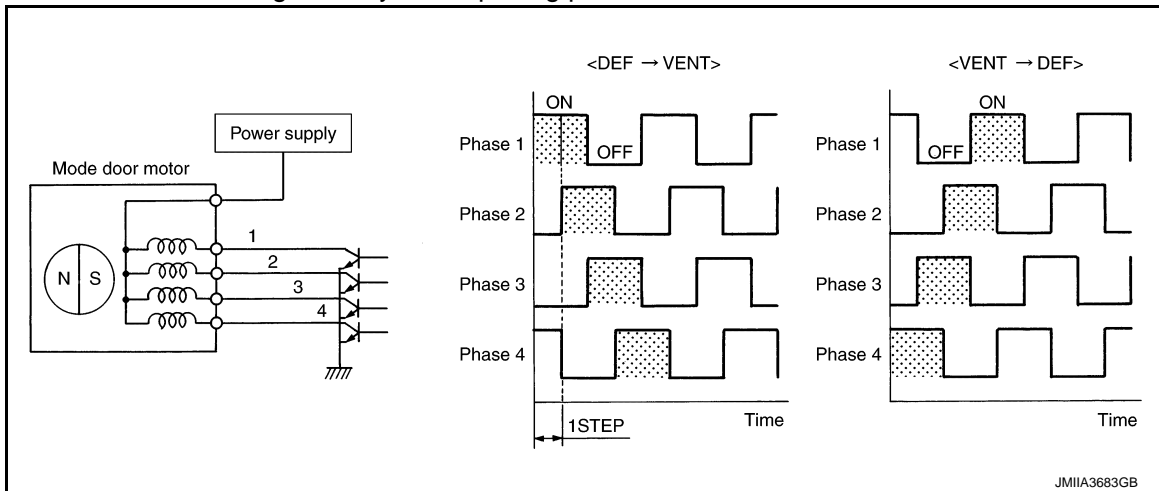 <DEF → VENT>
<VENT → DEF>
Power supply
Mode door motor
N S
1
2
3
4
ON
OFF
Phase 1
Phase 2
Phase 3
Phase 4
1STEP
Time
ON
OFF
Phase 1
Phase 2
Phase 3
Phase 4
Time
JMIIA3683GB